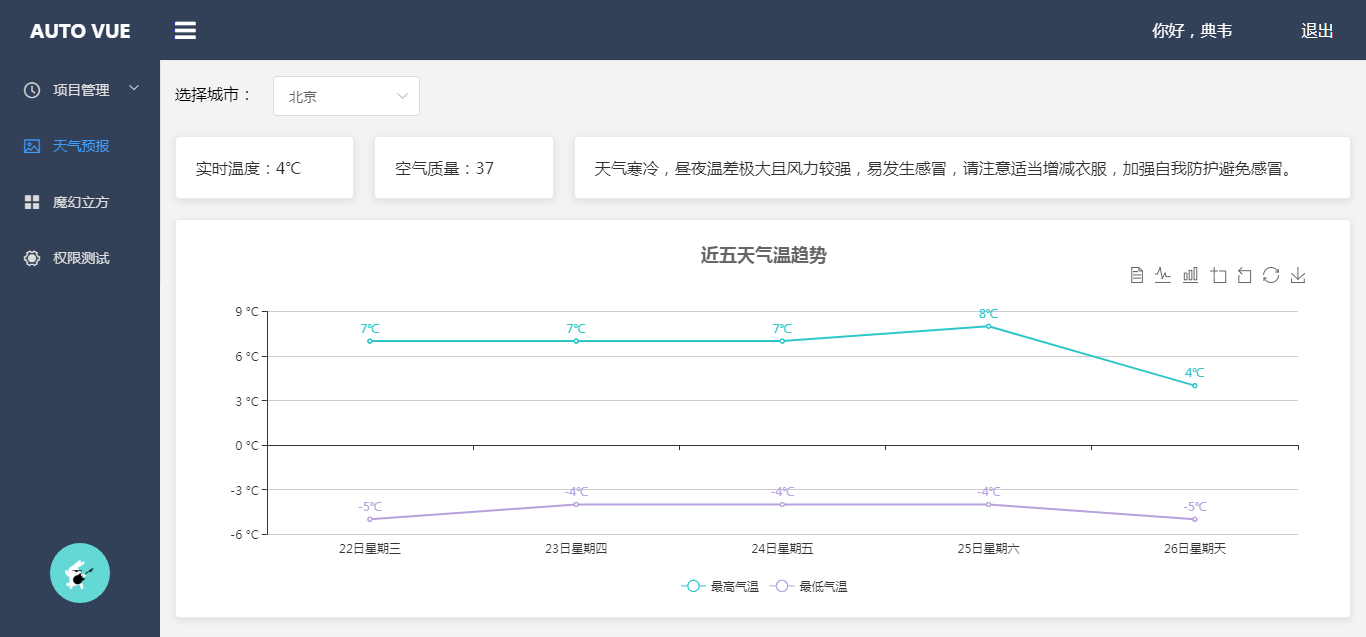 AUTO VUE
你好，典韦
退出
项目管理
天气预报
魔幻立方
权限测试
选择城市：
北京
实时温度：4℃
空气质量：37
天气寒冷，昼夜温差极大且风力较强，易发生感冒，请注意适当增减衣服，加强自我防护避免感冒。
近五天气温趋势
9 °C
6 °C
3 °C
0 °C
-3 °C
-6 °C
7℃
7℃
7℃
8℃
4℃
-5℃
-4℃
-4℃
-4℃
-5℃
22日星期三
23日星期四
24日星期五
25日星期六
26日星期天
最高气温
最低气温